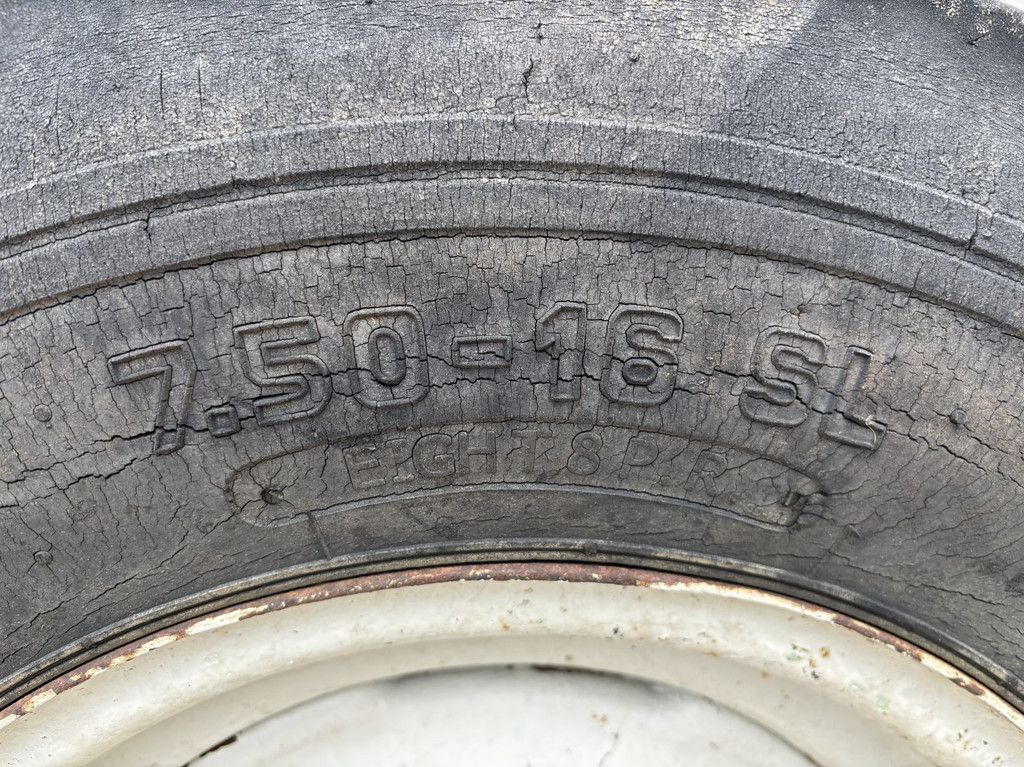 7.50-16 SL
EIGHT 8 P R